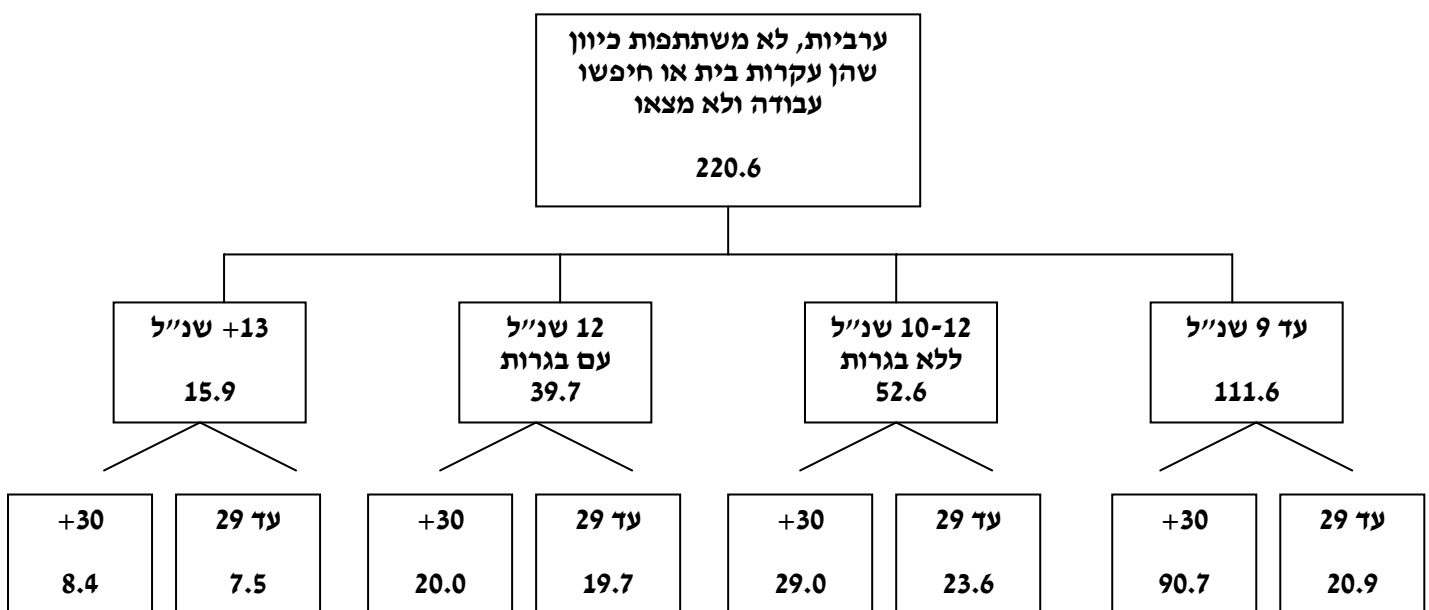 ערביות, לא משתתפות כיוון
שהן עקרות בית או חיפשו
עבודה ולא מצאו
220.6
עד 9 שנ״ל
111.6
10-12 שנ״ל
ללא בגרות
52.6
12 שנ״ל
עם בגרות
39.7
13+ שנ״ל
15.9
עד 29
20.9
30+
90.7
עד 29
23.6
30+
29.0
עד 29
19.7
30+
20.0
עד 29
7.5
30+
8.4